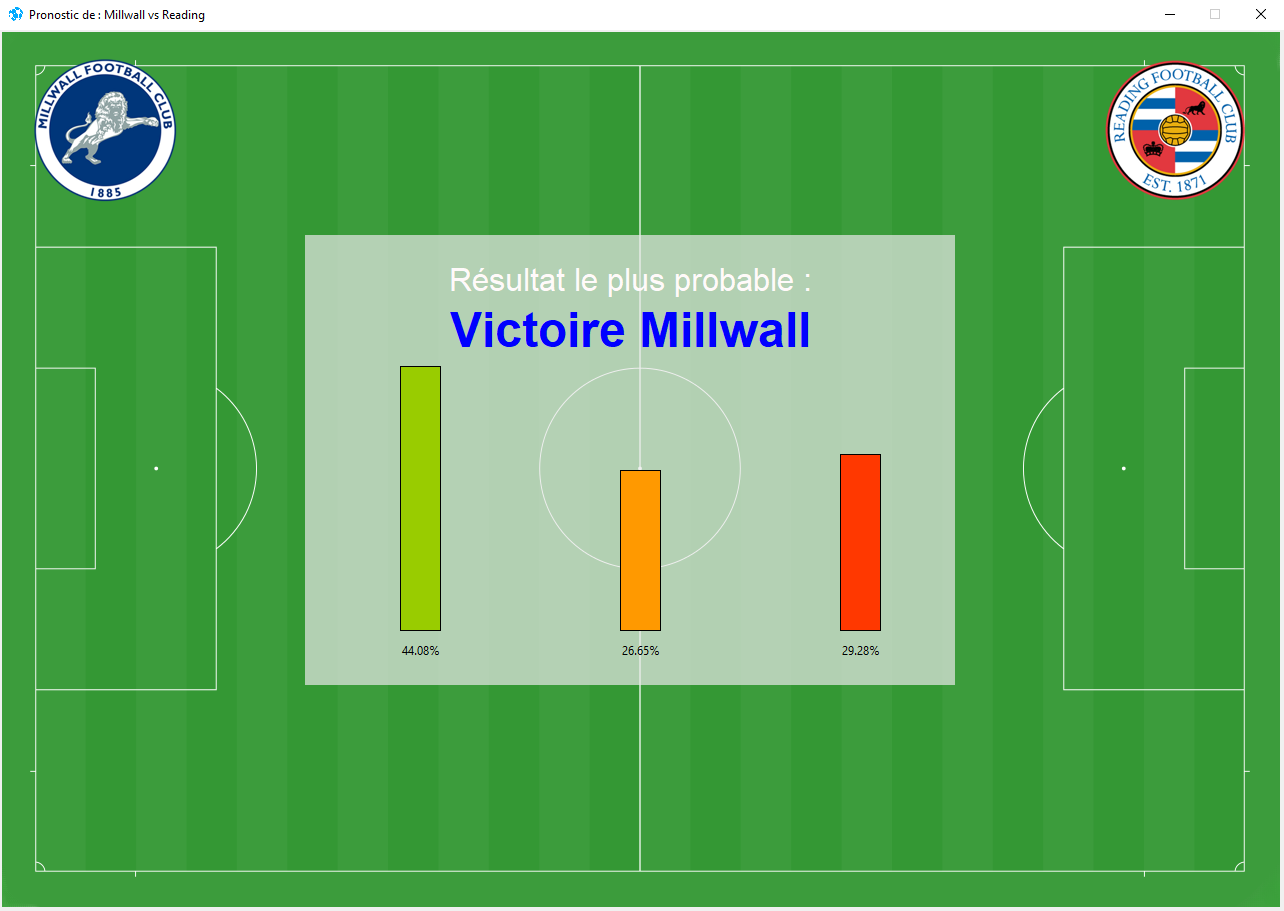 Pronostic de : Millwall vs Reading
MILLWALL FOOTBALL CLUB
1885
READING FOOTBALL CLUB
EST. 1871
Résultat le plus probable :
Victoire Millwall
44.08%
26.65%
29.28%